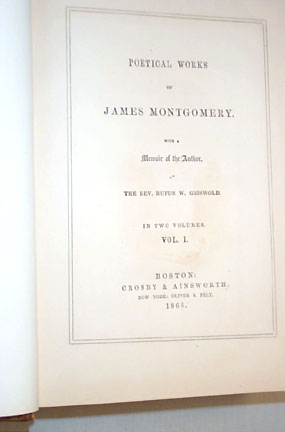 POETICAL WORKS
OF
JAMES MONTGOMERY.
WITH A
Memoir of the Author,
BY
THE REV. RUFUS W. GRISWOLD.
IN TWO VOLUMES.
VOL. I.
BOSTON:
CROSBY & AINSWORTH.
NEW YORK: OLIVER S. FELT.